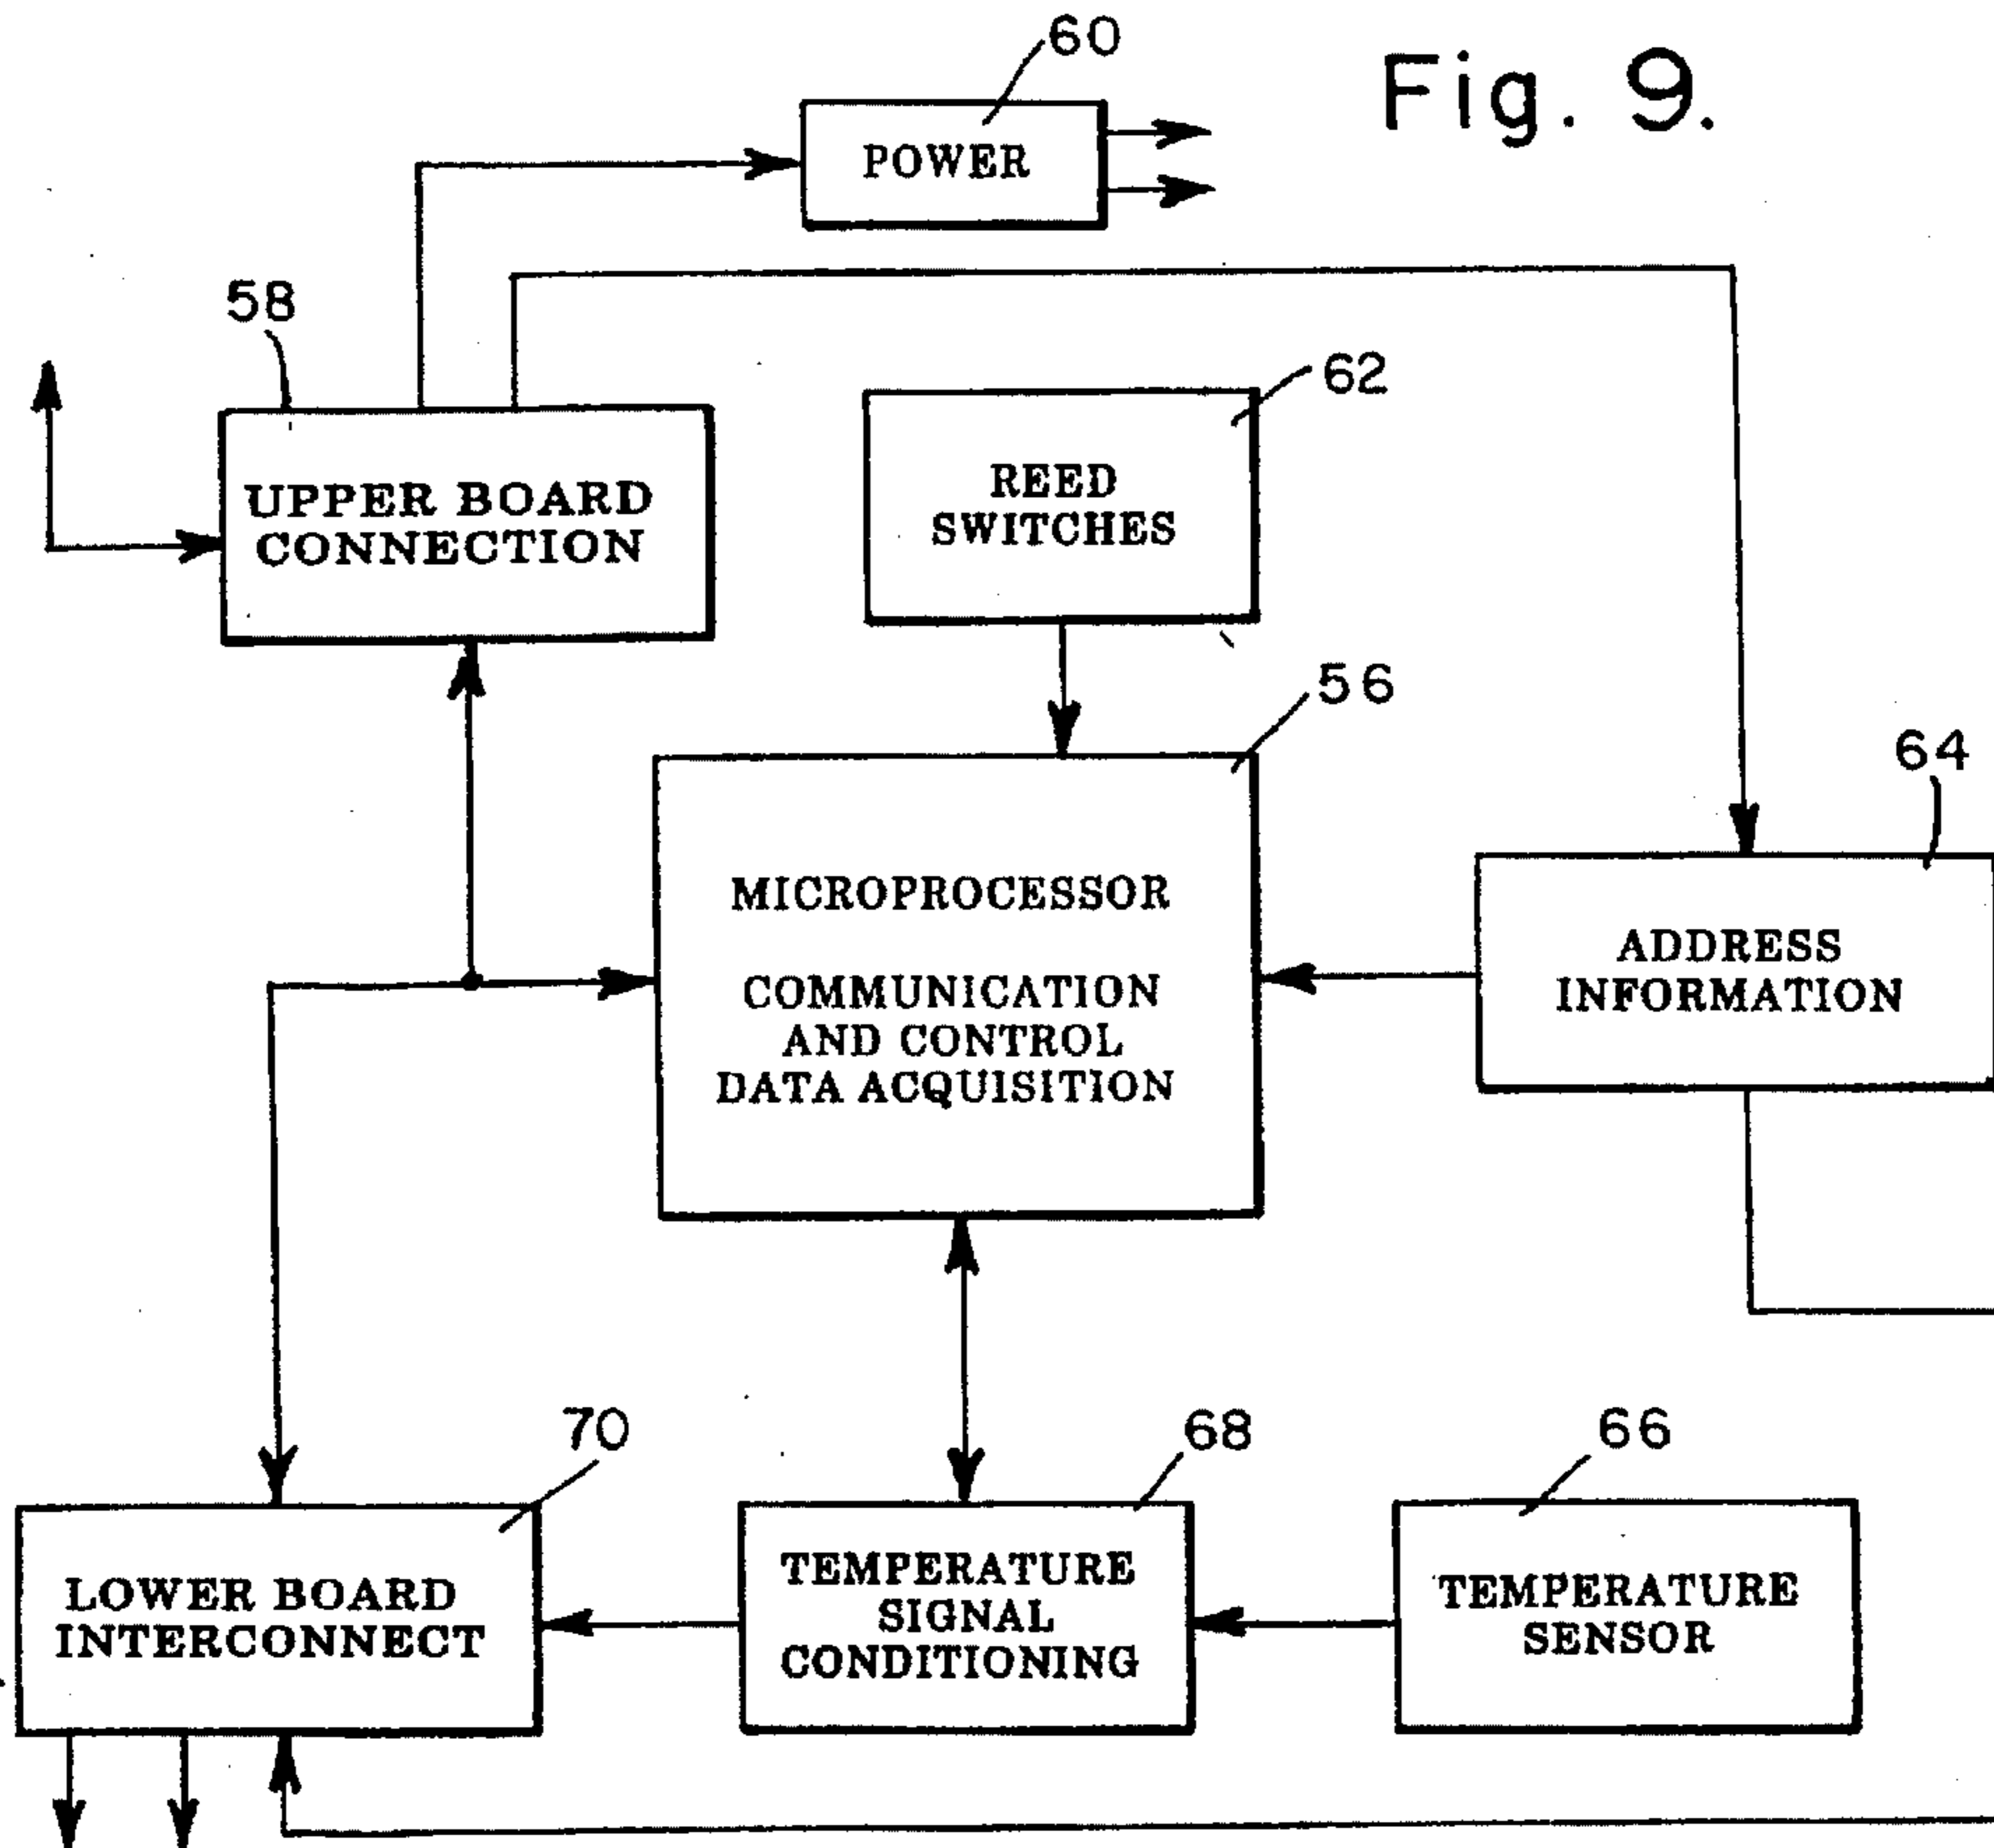 60
Fig. 9.
POWER
58
62
UPPER BOARD
CONNECTION
REED
SWITCHES
56
64
MICROPROCESSOR
COMMUNICATION
AND CONTROL
DATA ACQUISITION
ADDRESS
INFORMATION
70
68
66
LOWER BOARD
INTERCONNECT
TEMPERATURE
SIGNAL
CONDITIONING
TEMPERATURE
SENSOR